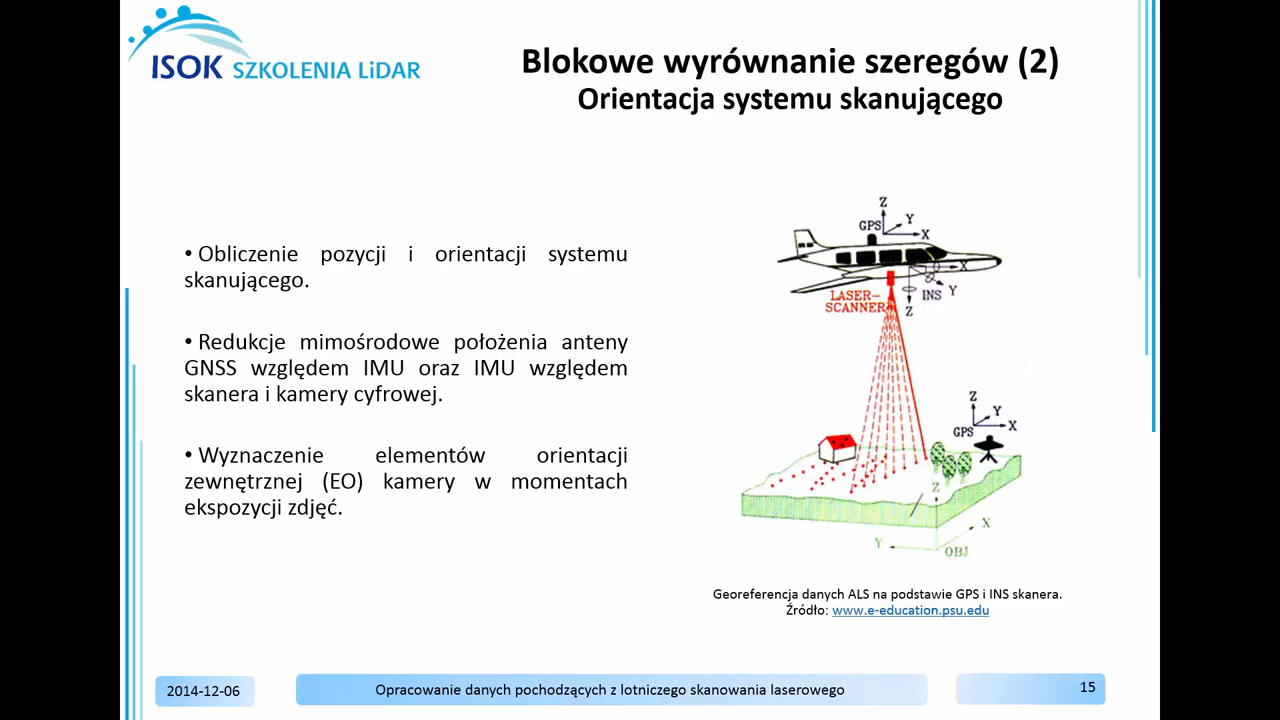 ISOK SZKOLENIA LiDAR
Blokowe wyrównanie szeregów (2)
Orientacja systemu skanującego
• Obliczenie pozycji i orientacji systemu
skanującego.
• Redukcje mimośrodowe położenia anteny
GNSS względem IMU oraz IMU względem
skanera i kamery cyfrowej.
• Wyznaczenie elementów orientacji
zewnętrznej (EO) kamery w momentach
ekspozycji zdjęć.
Z
Y
GPS
X
X
Y
INS
Z
LASER-
SCANNER
Z
Y
GPS
X
Z
X
Y
OBJ
Georeferencja danych ALS na podstawie GPS i INS skanera.
Źródło: www.e-education.psu.edu
2014-12-06
Opracowanie danych pochodzących z lotniczego skanowania laserowego
15